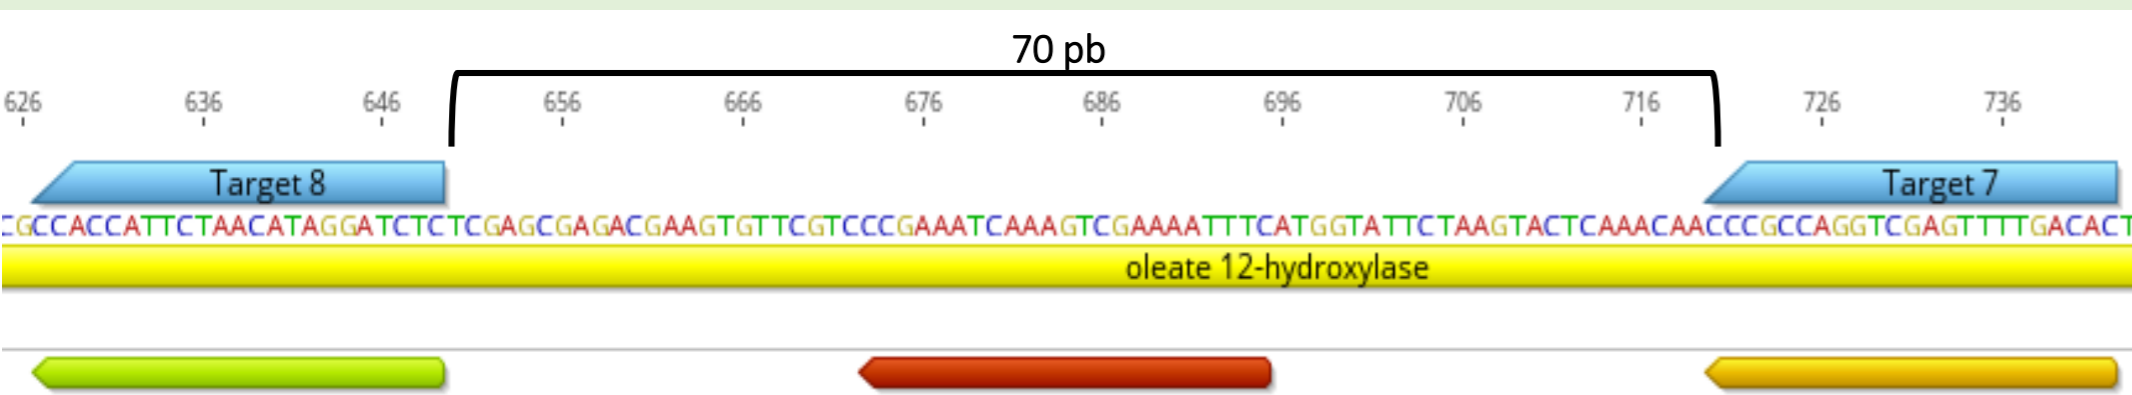 70 pb
626 636 646 656 666 676 686 696 706 716 726 736
Target 8 Target 7
CGCCACCATTCTAACATAGGATCTCTCGAGCGAGACGAAGTGTTCGTCCCGAAATCAAAGTCGAAAATTTCATGGTATTCTAAGTACTCAAACAACCCGCCAGGTCGAGTTTTGACACT
oleate 12-hydroxylase